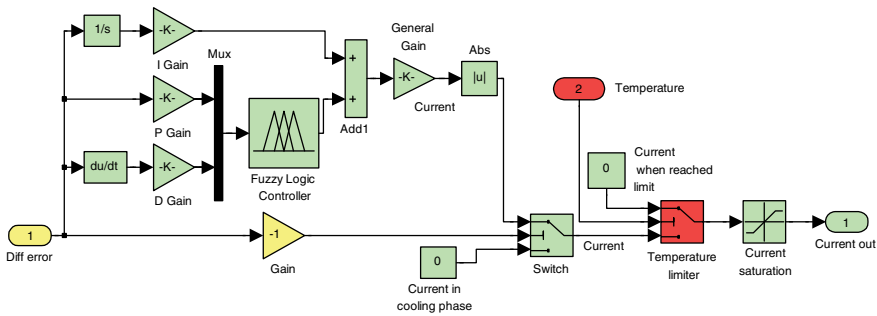 1/s
-K-
I Gain
Mux
-K-
P Gain
du/dt
-K-
D Gain
Fuzzy Logic
Controller
+
+
Add1
General
Gain
-K-
Current
Abs
|u|
2
Temperature
0
Current
when reached
limit
1
Diff error
-1
Gain
0
Current in
cooling phase
Switch
Current
Temperature
limiter
Current
saturation
1
Current out